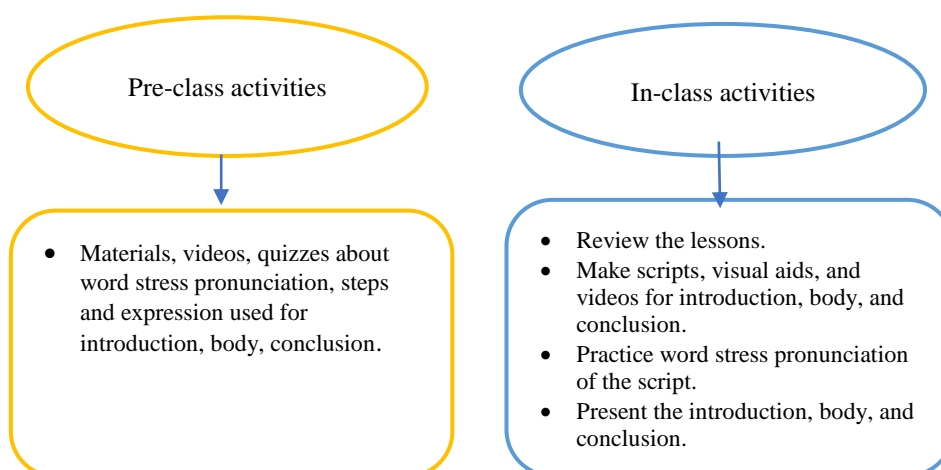 Pre-class activities
In-class activities
• Materials, videos, quizzes about
word stress pronunciation, steps
and expression used for
introduction, body, conclusion.
• Review the lessons.
• Make scripts, visual aids, and
videos for introduction, body, and
conclusion.
• Practice word stress pronunciation
of the script.
• Present the introduction, body, and
conclusion.